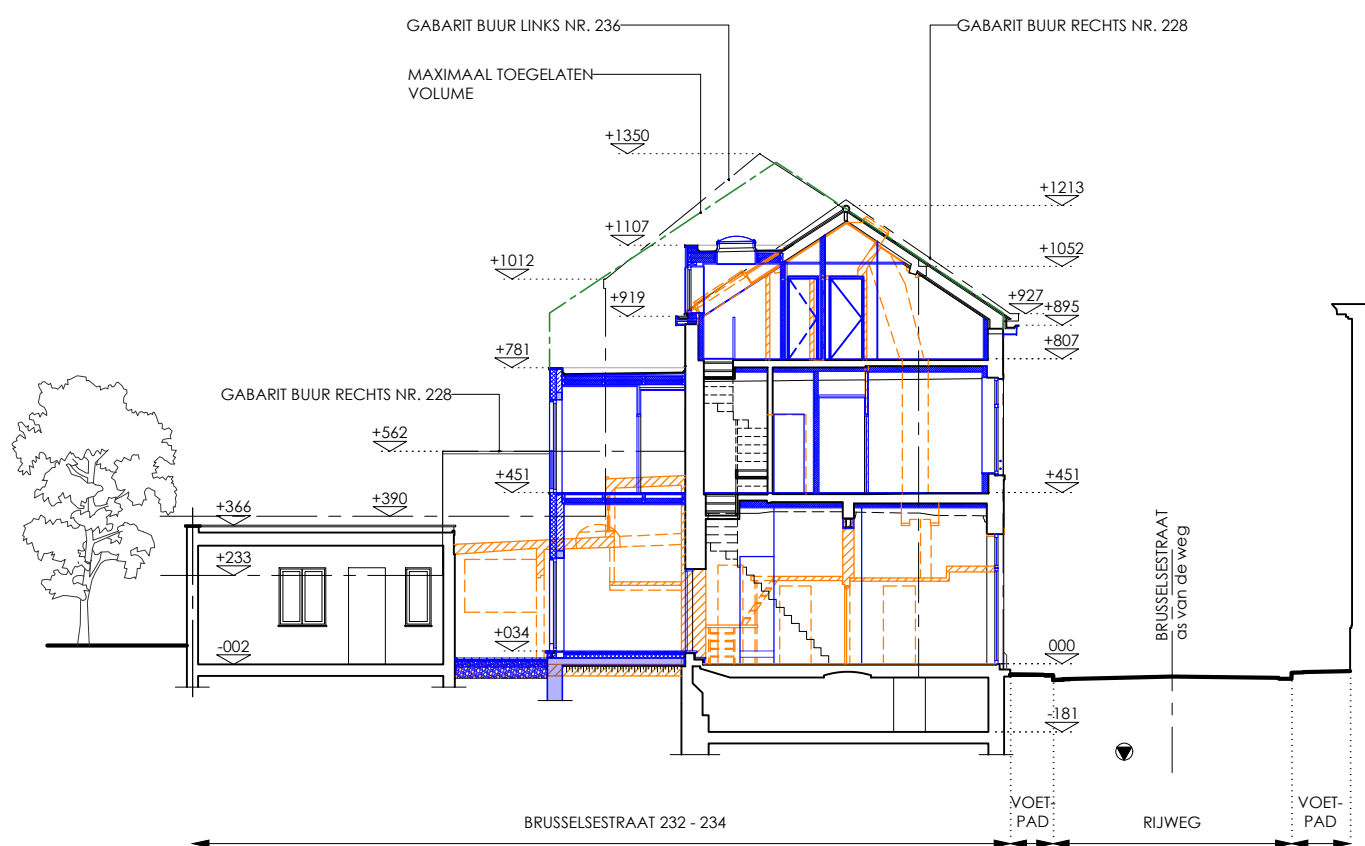 GABARIT BUUR LINKS NR. 236
GABARIT BUUR RECHTS NR. 228
MAXIMAAL TOEGELATEN
VOLUME
+1350
+1213
+1107
+1052
+1012
+919
+927
+895
+807
+781
GABARIT BUUR RECHTS NR. 228
+562
+451
+451
+390
+366
+233
+034
-002
000
-181
BRUSSELSESTRAAT
as van de weg
BRUSSELSESTRAAT 232 - 234
VOET-
PAD
RIJWEG
VOET-
PAD